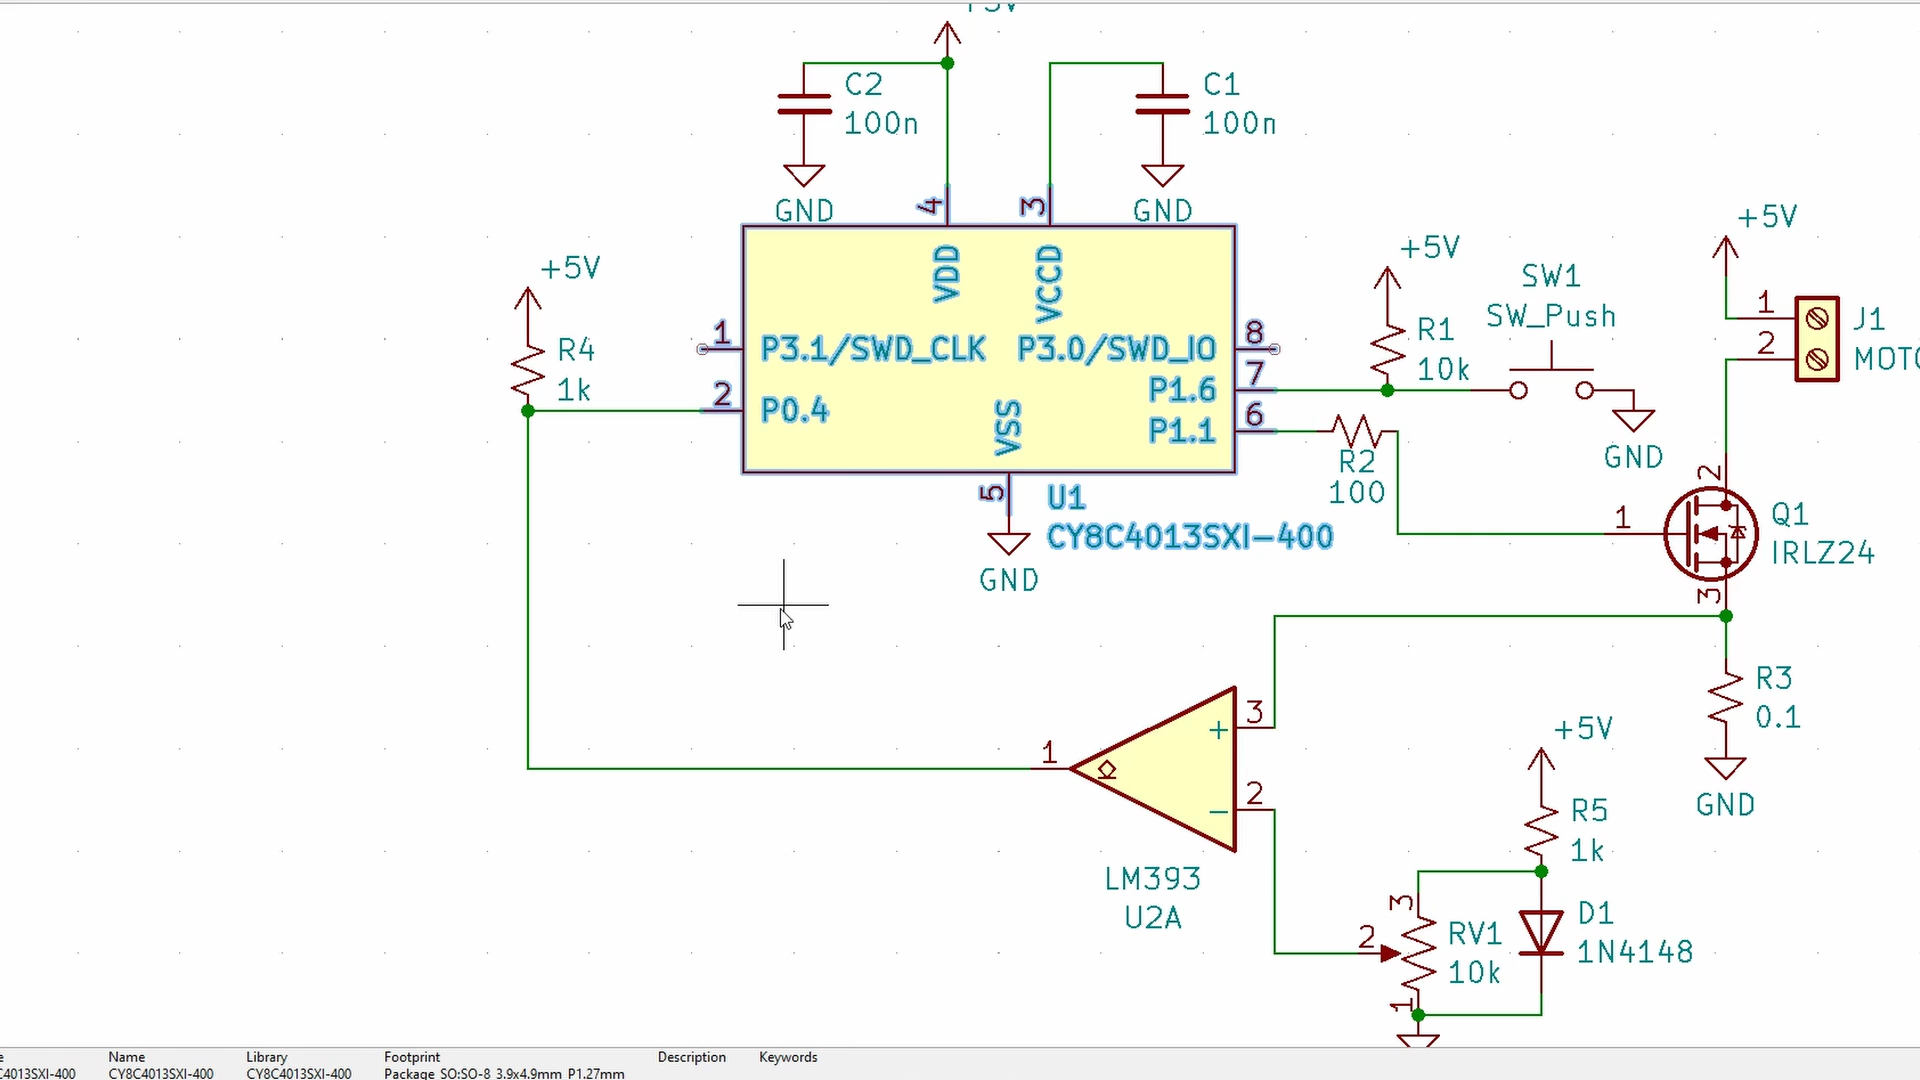 C2
100n
C1
100n
GND
GND
4
3
VDD
VCCD
+5V
R4
1k
1
2
P3.1/SWD_CLK
P0.4
P3.0/SWD_IO
P1.6
P1.1
VSS
8
7
6
5
U1
CY8C4013SXI-400
GND
+5V
R1
10k
SW1
SW_Push
GND
R2
100
+5V
1
2
J1
2
1
3
Q1
IRLZ24
R3
0.1
GND
1
+
3
-
2
LM393
U2A
+5V
R5
1k
3
2
1
RV1
10k
D1
1N4148
Name
Library
Footprint
Description
Keywords
CY8C4013SXI-400
CY8C4013SXI-400
Package_SO:SO-8_3.9x4.9mm_P1.27mm